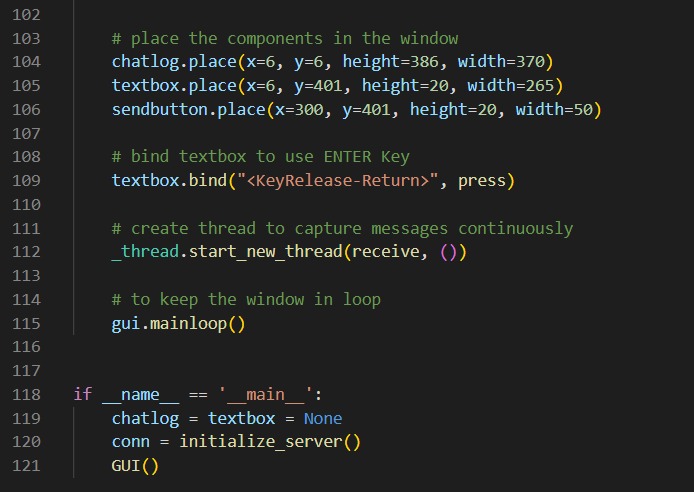 102
103 # place the components in the window
104 chatlog.place(x=6, y=6, height=386, width=370)
105 textbox.place(x=6, y=401, height=20, width=265)
106 sendbutton.place(x=300, y=401, height=20, width=50)
107
108 # bind textbox to use ENTER Key
109 textbox.bind("<KeyRelease-Return>", press)
110
111 # create thread to capture messages continuously
112 _thread.start_new_thread(receive, ())
113
114 # to keep the window in loop
115 gui.mainloop()
116
117
118 if __name__ == '__main__':
119 chatlog = textbox = None
120 conn = initialize_server()
121 GUI()